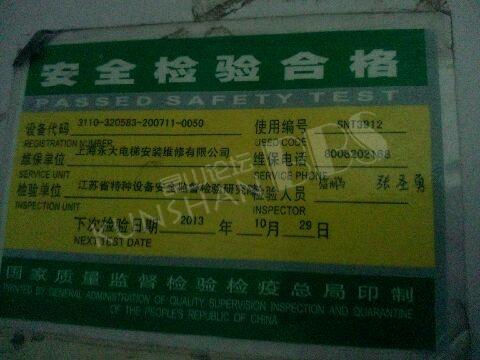 安全检验合格
PASSED SAFETY TEST
设备代码 3110-320583-200711-0050 使用编号 SNT3912
REGISTRATION NUMBER USED CODE
维保单位 上海永大电梯安装维修有限公司 维保电话 8008202168
SERVICE UNIT SERVICE PHONE
检验单位 江苏省特种设备安全监督检验研究院 检验人员 张圣勇
INSPECTION UNIT INSPECTOR
下次检验日期 2013 年 10 月 29 日
NEXT TEST DATE
国家质量监督检验检疫总局印制
PRINTED BY GENERAL ADMINISTRATION OF QUALITY SUPERVISION INSPECTION AND QUARANTINE
OF THE PEOPLE'S REPUBLIC OF CHINA
昆山论坛
KUNSHAN BBS